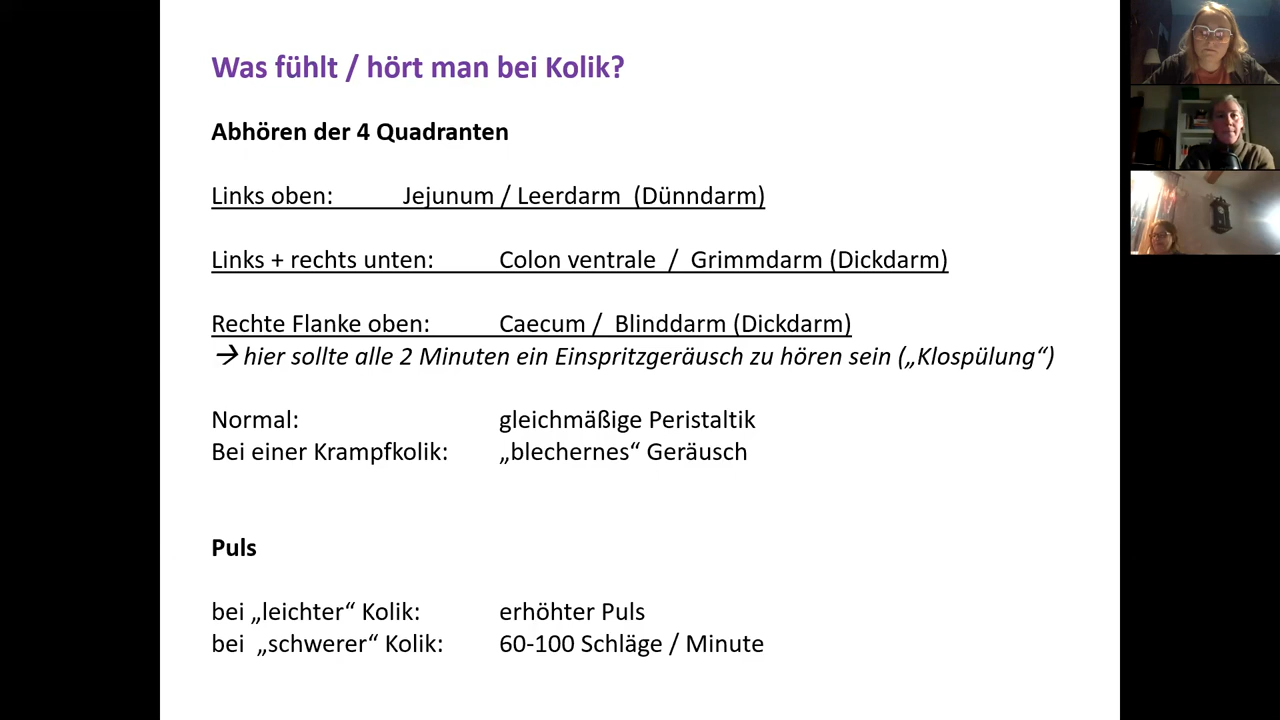 Was fühlt / hört man bei Kolik?
Abhören der 4 Quadranten
Links oben: Jejunum / Leerdarm (Dünndarm)
Links + rechts unten: Colon ventrale / Grimmdarm (Dickdarm)
Rechte Flanke oben: Caecum / Blinddarm (Dickdarm)
→ hier sollte alle 2 Minuten ein Einspritzgeräusch zu hören sein („Klospülung“)
Normal: gleichmäßige Peristaltik
Bei einer Krampfkolik: „blechernes“ Geräusch
Puls
bei „leichter“ Kolik: erhöhter Puls
bei „schwerer“ Kolik: 60-100 Schläge / Minute